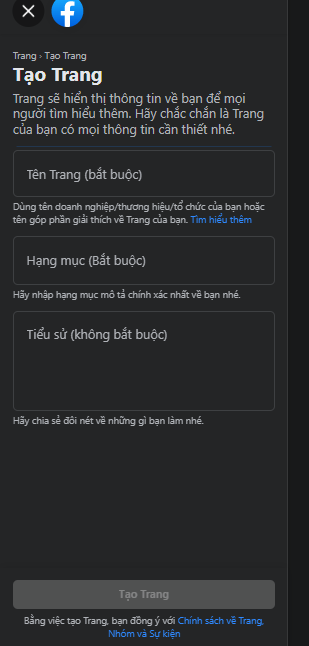 Trang › Tạo Trang
Tạo Trang
Trang sẽ hiển thị thông tin về bạn để mọi
người tìm hiểu thêm. Hãy chắc chắn là Trang
của bạn có mọi thông tin cần thiết nhé.
Tên Trang (bắt buộc)
Dùng tên doanh nghiệp/thương hiệu/tổ chức của bạn hoặc
tên góp phần giải thích về Trang của bạn. Tìm hiểu thêm
Hạng mục (Bắt buộc)
Hãy nhập hạng mục mô tả chính xác nhất về bạn nhé.
Tiểu sử (không bắt buộc)
Hãy chia sẻ đôi nét về những gì bạn làm nhé.
Tạo Trang
Bằng việc tạo Trang, bạn đồng ý với Chính sách về Trang,
Nhóm và Sự kiện